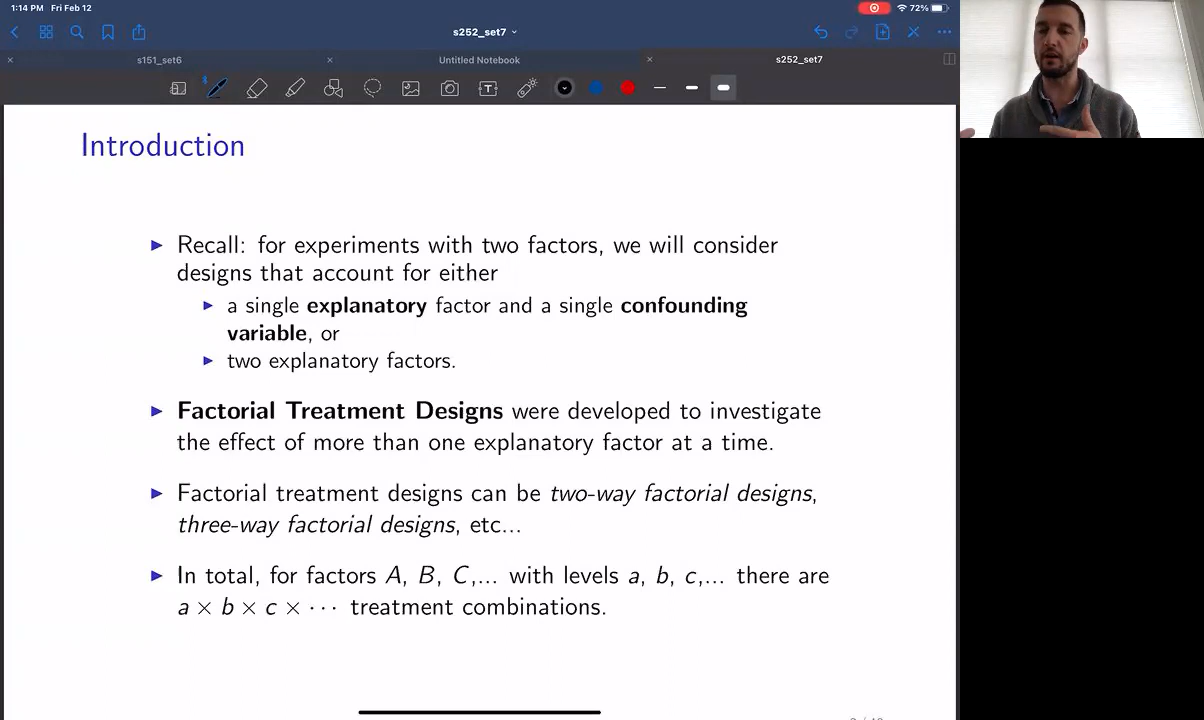 1:14 PM Fri Feb 12
72%
s252_set7
s151_set6
Untitled Notebook
s252_set7
T
Introduction
Recall: for experiments with two factors, we will consider
designs that account for either
a single explanatory factor and a single confounding
variable, or
two explanatory factors.
Factorial Treatment Designs were developed to investigate
the effect of more than one explanatory factor at a time.
Factorial treatment designs can be two-way factorial designs,
three-way factorial designs, etc...
In total, for factors A, B, C,... with levels a, b, c,... there are
a × b × c × ··· treatment combinations.